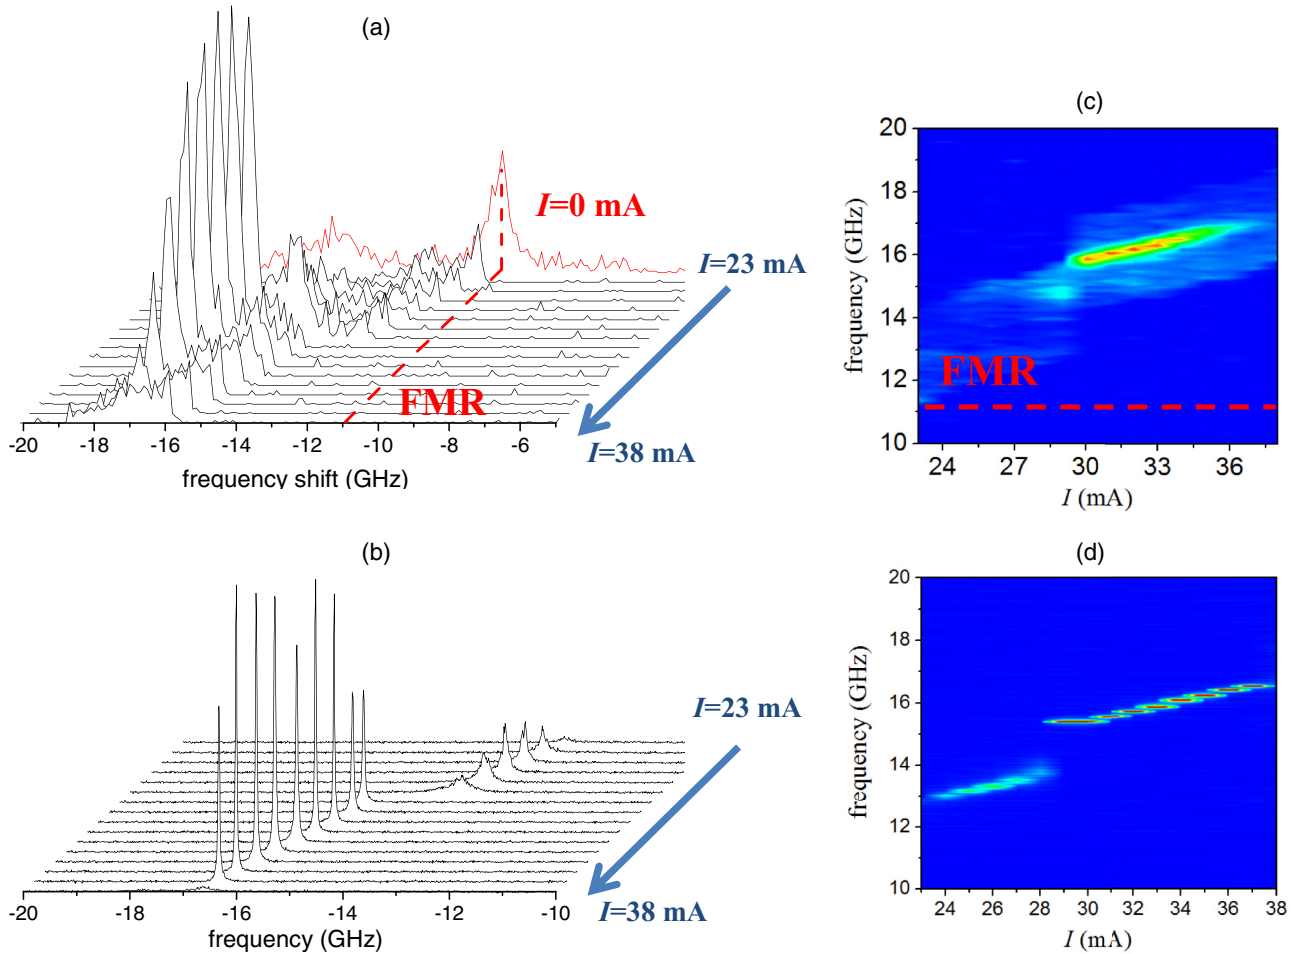 (a)
I=0 mA
I=23 mA
FMR
I=38 mA
-20 -18 -16 -14 -12 -10 -8 -6
frequency shift (GHz)
(c)
20
18
16
14
12
10
frequency (GHz)
FMR
24 27 30 33 36
I (mA)
(b)
I=23 mA
I=38 mA
-20 -18 -16 -14 -12 -10
frequency (GHz)
(d)
20
18
16
14
12
10
frequency (GHz)
24 26 28 30 32 34 36 38
I (mA)